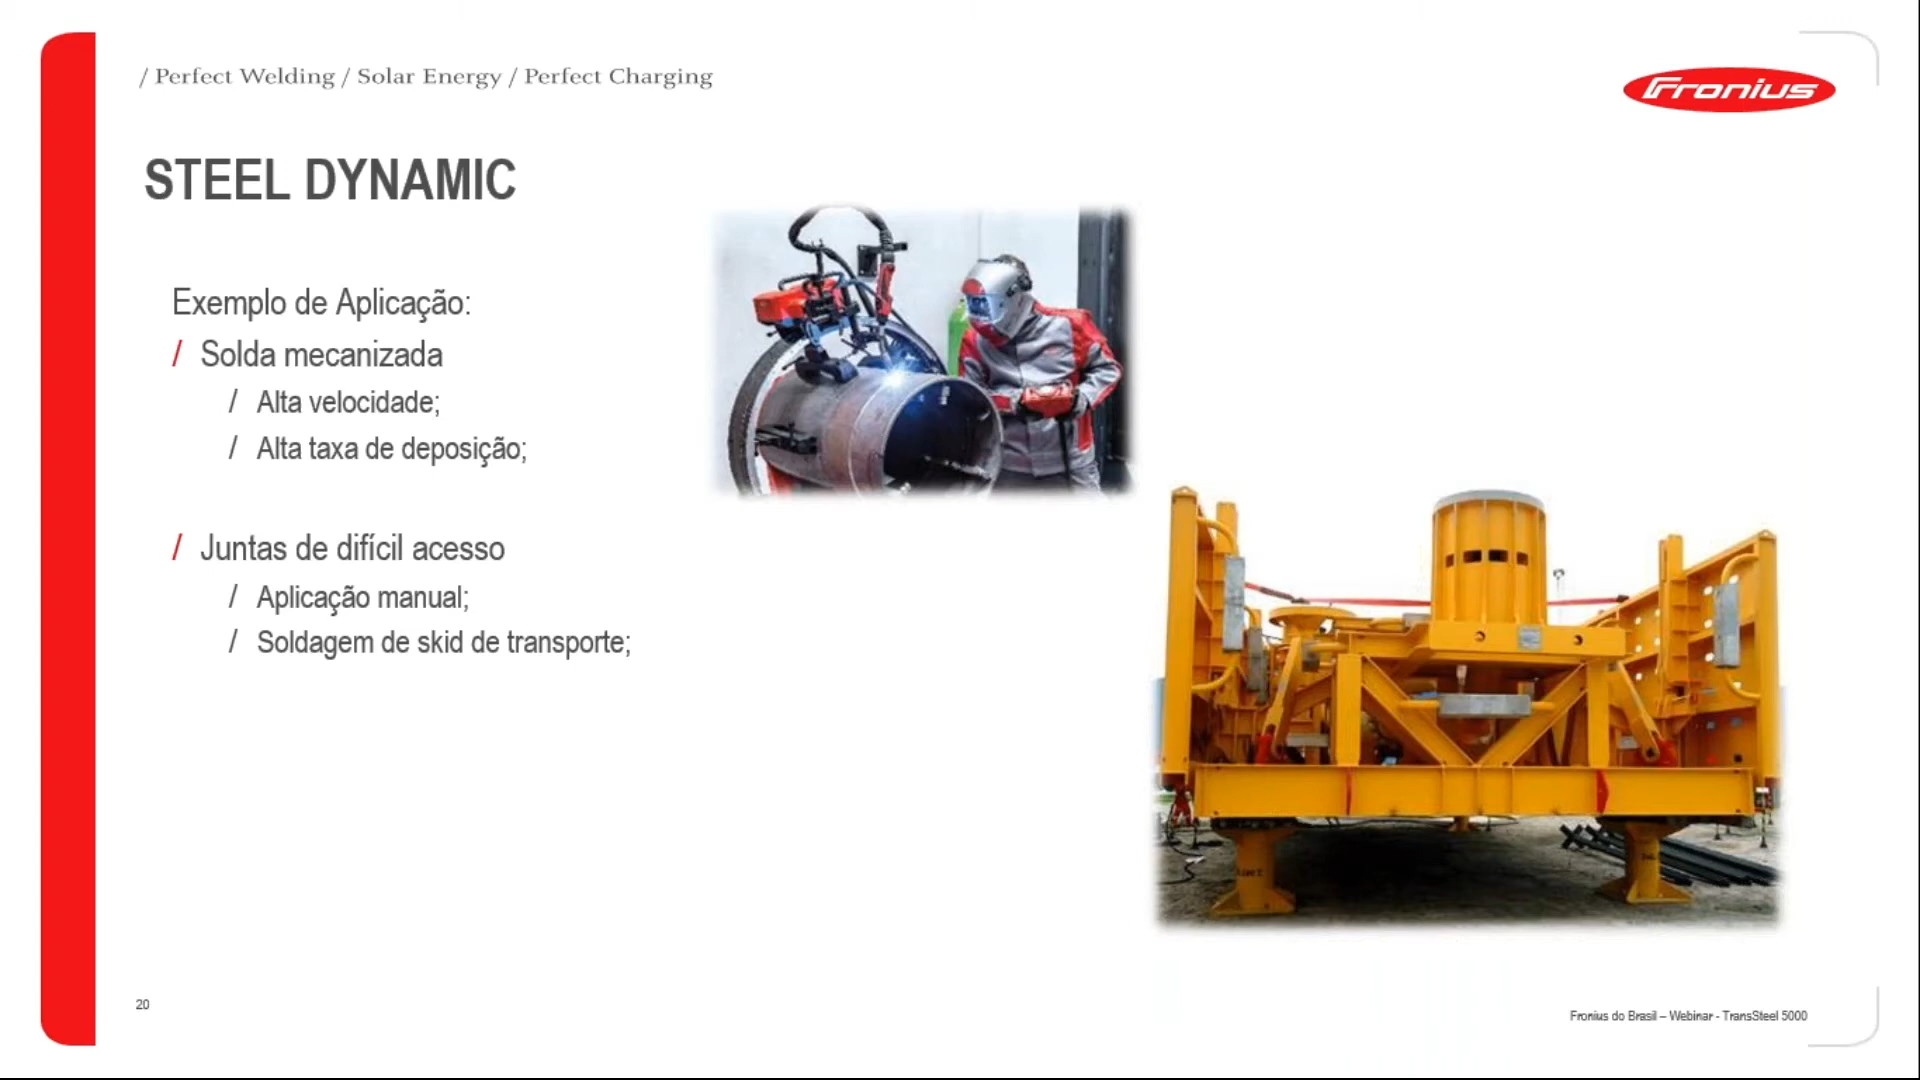 / Perfect Welding / Solar Energy / Perfect Charging
Fronius
STEEL DYNAMIC
Exemplo de Aplicação:
/ Solda mecanizada
/ Alta velocidade;
/ Alta taxa de deposição;
/ Juntas de difícil acesso
/ Aplicação manual;
/ Soldagem de skid de transporte;
20
Fronius do Brasil – Webinar - TransSteel 5000